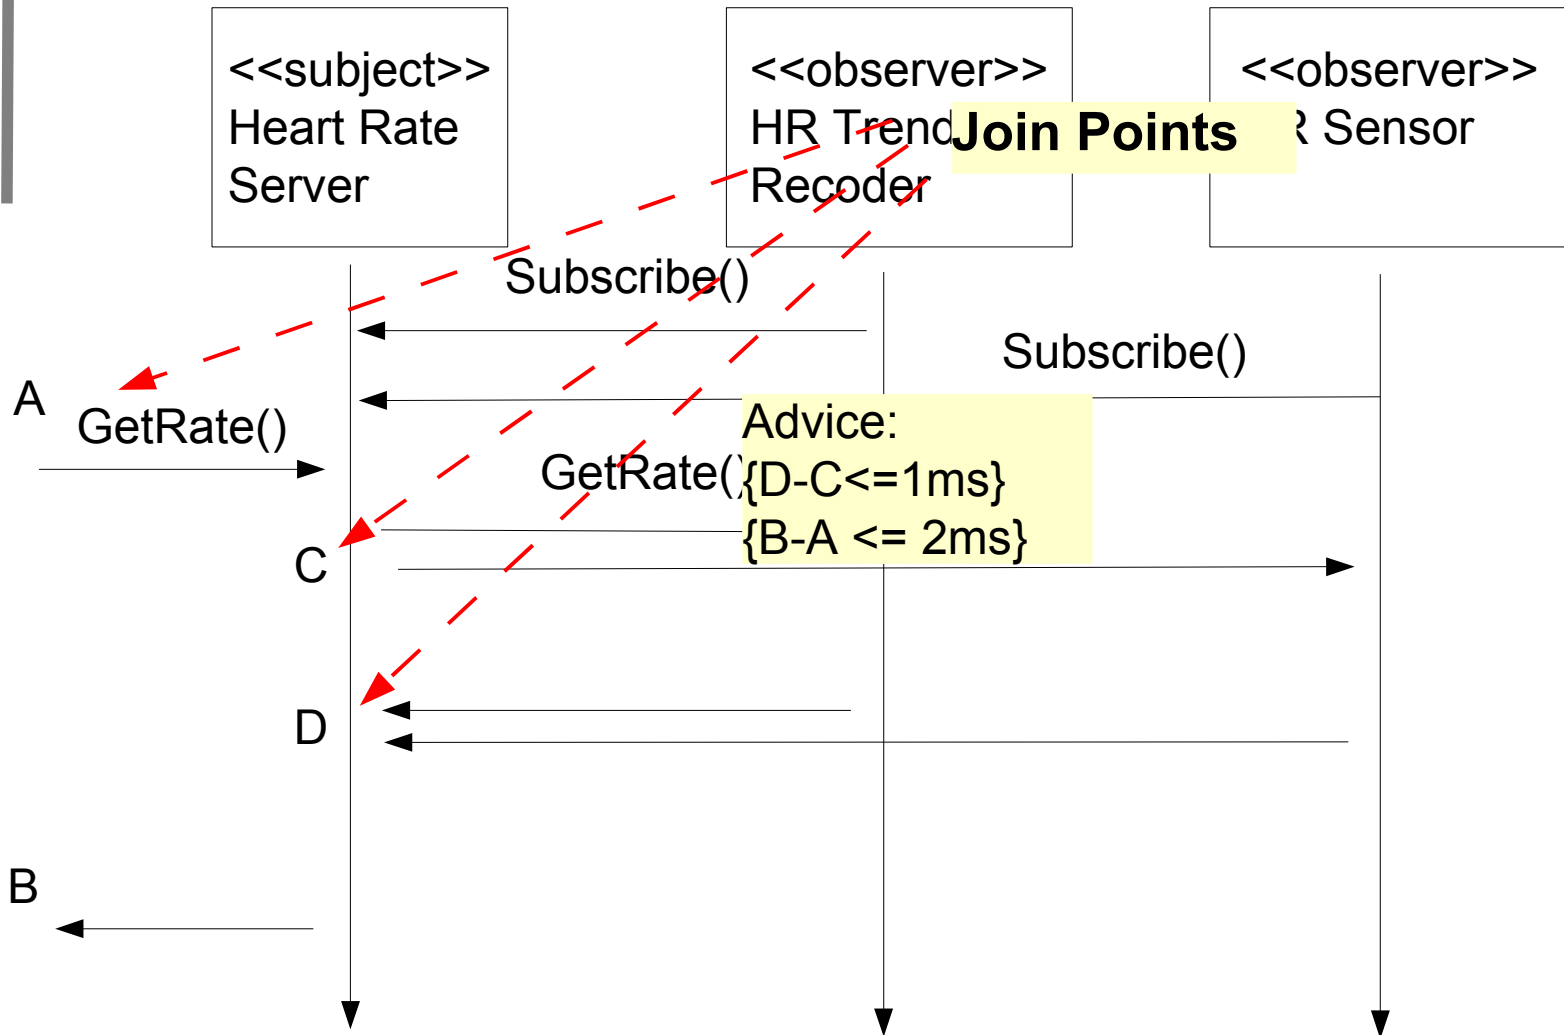 <<subject>>
Heart Rate
Server
<<observer>>
HR Trend
Recoder
<<observer>>
R Sensor
Join Points
Subscribe()
Subscribe()
A
GetRate()
GetRate()
Advice:
{D-C<=1ms}
{B-A <= 2ms}
C
D
B